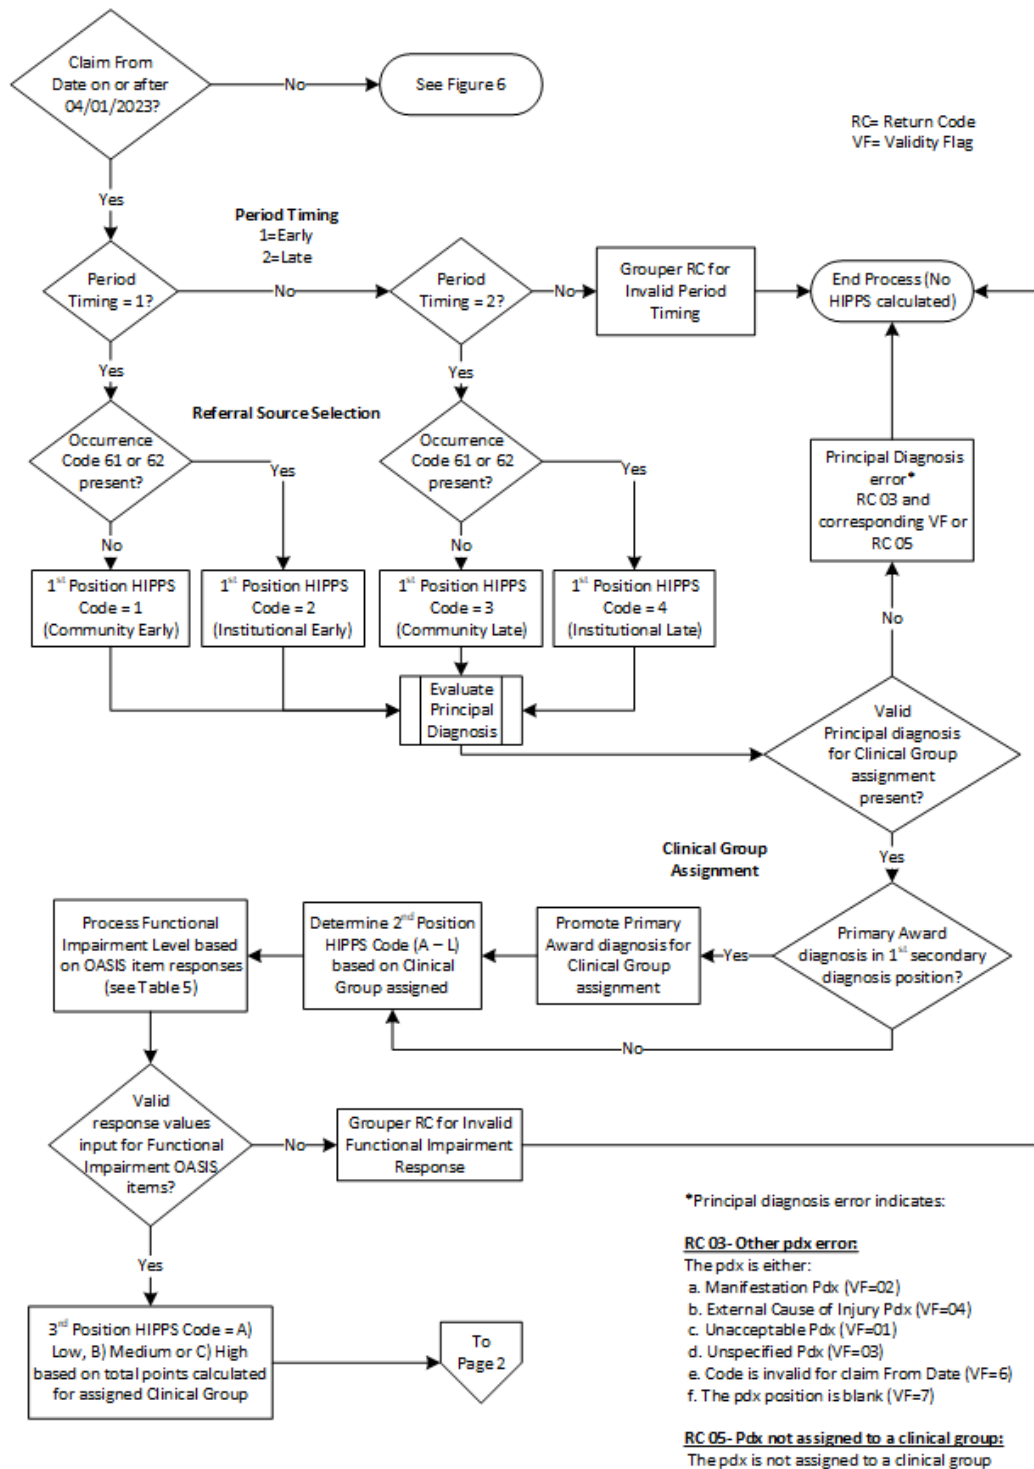 Claim From
Date on or after
04/01/2023?
No
See Figure 6
RC= Return Code
VF= Validity Flag
Yes
Period Timing
1=Early
2=Late
Period
Timing = 1?
No
Period
Timing = 2?
No
Grouper RC for
Invalid Period
Timing
End Process (No
HIPPS calculated)
Yes
Yes
Referral Source Selection
Occurrence
Code 61 or 62
present?
Yes
Occurrence
Code 61 or 62
present?
Yes
Principal Diagnosis
error*
RC 03 and
corresponding VF or
RC 05
No
No
1st Position HIPPS
Code = 1
(Community Early)
1st Position HIPPS
Code = 2
(Institutional Early)
1st Position HIPPS
Code = 3
(Community Late)
1st Position HIPPS
Code = 4
(Institutional Late)
No
Evaluate
Principal
Diagnosis
Valid
Principal diagnosis
for Clinical Group
assignment
present?
Clinical Group
Assignment
Yes
Process Functional
Impairment Level based
on OASIS item responses
(see Table 5)
Determine 2nd Position
HIPPS Code (A – L)
based on Clinical
Group assigned
Promote Primary
Award diagnosis for
Clinical Group
assignment
Yes
Primary Award
diagnosis in 1st secondary
diagnosis position?
No
Valid
response values
input for Functional
Impairment OASIS
items?
No
Grouper RC for Invalid
Functional Impairment
Response
Yes
3rd Position HIPPS Code = A)
Low, B) Medium or C) High
based on total points calculated
for assigned Clinical Group
To
Page 2
*Principal diagnosis error indicates:
RC 03- Other pdx error:
The pdx is either:
a. Manifestation Pdx (VF=02)
b. External Cause of Injury Pdx (VF=04)
c. Unacceptable Pdx (VF=01)
d. Unspecified Pdx (VF=03)
e. Code is invalid for claim From Date (VF=6)
f. The pdx position is blank (VF=7)
RC 05- Pdx not assigned to a clinical group:
The pdx is not assigned to a clinical group